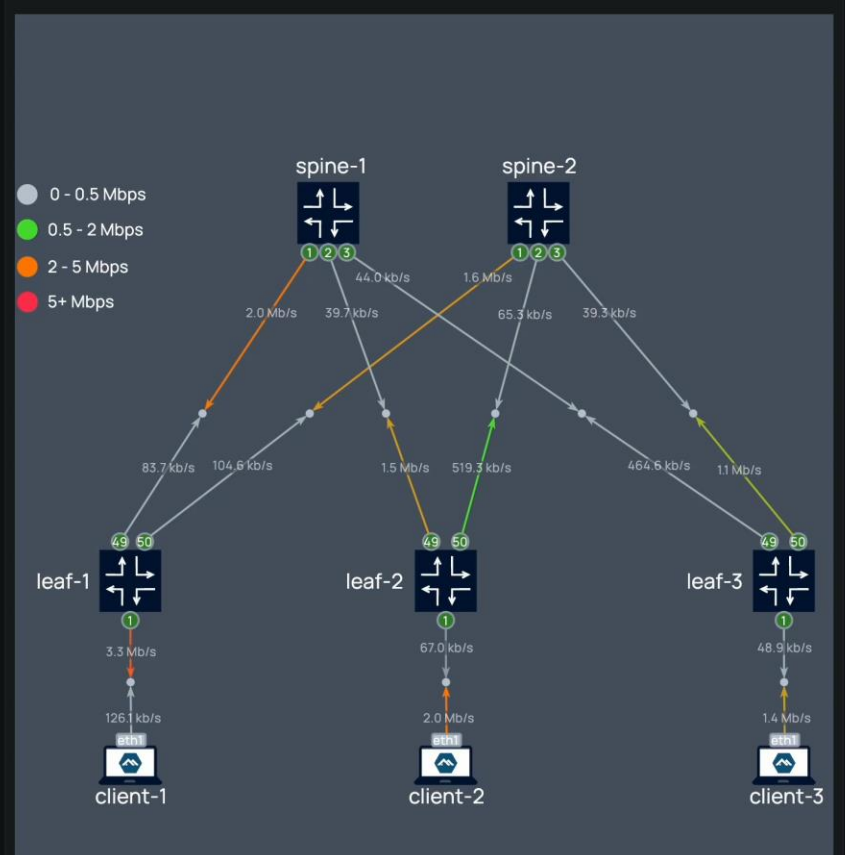 spine-1
spine-2
0 - 0.5 Mbps
0.5 - 2 Mbps
2 - 5 Mbps
5+ Mbps
1 2 3
1 2 3
44.0 kb/s
1.6 Mb/s
2.0 Mb/s
39.7 kb/s
65.3 kb/s
39.3 kb/s
83.7 kb/s
104.6 kb/s
1.5 Mb/s
519.3 kb/s
464.6 kb/s
1.1 Mb/s
49 50
49 50
49 50
leaf-1
leaf-2
leaf-3
1
1
1
3.3 Mb/s
67.0 kb/s
48.9 kb/s
126.1 kb/s
2.0 Mb/s
1.4 Mb/s
eth1
eth1
eth1
client-1
client-2
client-3